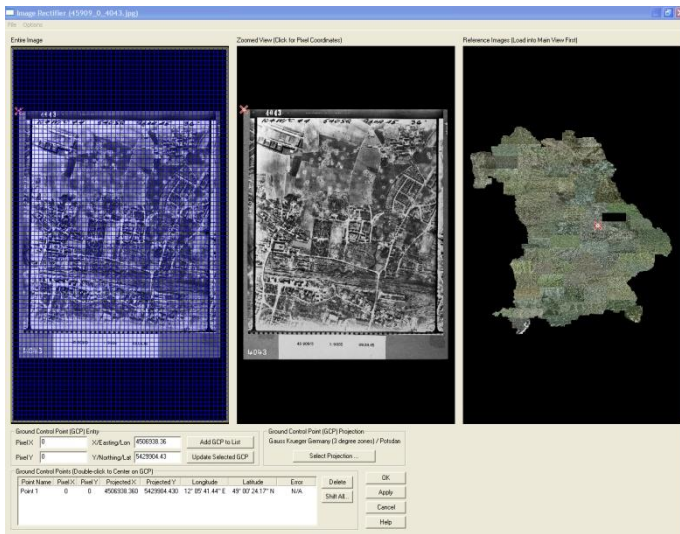 Image Rectifier (45909_0_4043.jpg)
File Options
Entire Image
Zoomed View (Click for Pixel Coordinates)
Reference Images (Load into Main View First)
4043
4043
4043
4043
Ground Control Point (GCP) Entry
Pixel X 0 X/Easting/Lon 4506938.36 Add GCP to List
Pixel Y 0 Y/Northing/Lat 5429904.43 Update Selected GCP
Ground Control Point (GCP) Projection
Gauss Krueger Germany (3 degree zones) / Potsdan
Select Projection ...
Ground Control Points (Double-click to Center on GCP)
Point Name Pixel X Pixel Y Projected X Projected Y Longitude Latitude Error
Point 1 0 0 4506938.360 5429904.430 12° 05' 41.44" E 49° 00' 24.17" N N/A
Delete
Shift All...
OK
Apply
Cancel
Help